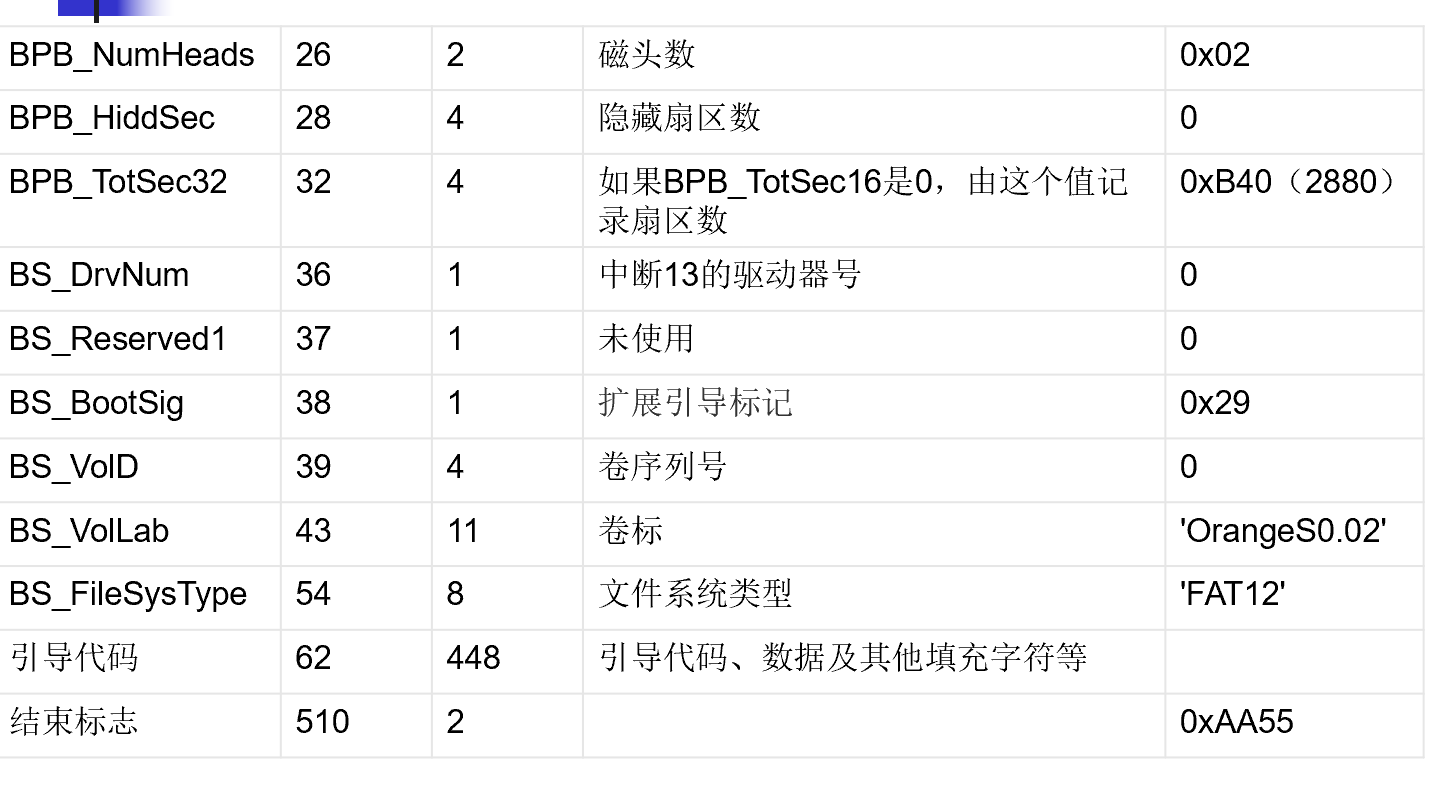 BPB_NumHeads 26 2 磁头数 0x02
BPB_HiddSec 28 4 隐藏扇区数 0
BPB_TotSec32 32 4 如果BPB_TotSec16是0，由这个值记 0xB40（2880）
录扇区数
BS_DrvNum 36 1 中断13的驱动器号 0
BS_Reserved1 37 1 未使用 0
BS_BootSig 38 1 扩展引导标记 0x29
BS_VolD 39 4 卷序列号 0
BS_VolLab 43 11 卷标 'OrangeS0.02'
BS_FileSysType 54 8 文件系统类型 'FAT12'
引导代码 62 448 引导代码、数据及其他填充字符等
结束标志 510 2 0xAA55